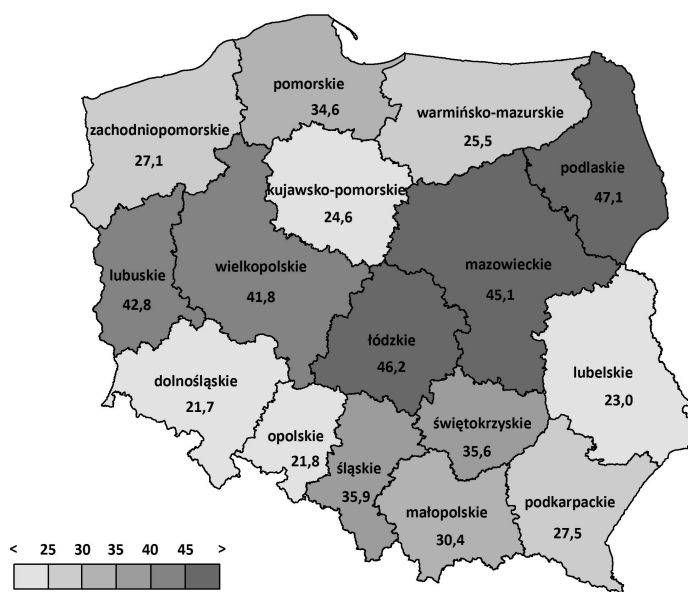 pomorskie
34,6
warmińsko-mazurskie
25,5
zachodniopomorskie
27,1
podlaskie
47,1
kujawsko-pomorskie
24,6
mazowieckie
45,1
wielkopolskie
41,8
lubuskie
42,8
łódzkie
46,2
lubelskie
23,0
dolnośląskie
21,7
świętokrzyskie
35,6
opolskie
21,8
śląskie
35,9
podkarpackie
27,5
małopolskie
30,4
< 25 30 35 40 45 >